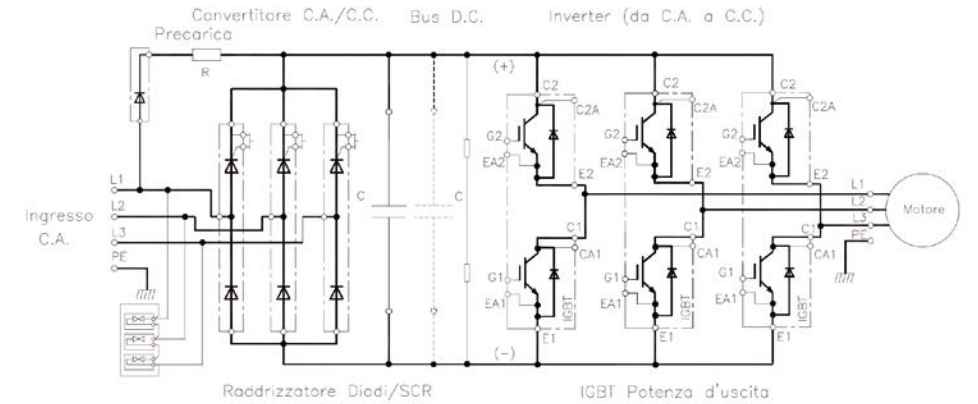 Convertitore C.A./C.C. Bus D.C. Inverter (da C.A. a C.C.)
Precarica
R
(+)
C2 C2 C2
C2A C2A C2A
G2 G2 G2
EA2 EA2 EA2
E2 E2 E2
L1 L1
L2 L2
L3 L3
PE PE
Ingresso
C.A.
C C
Motore
C1 C1 C1
CA1 CA1 CA1
G1 G1 G1
EA1 EA1 EA1
IGBT IGBT IGBT
E1 E1 E1
(-)
Raddrizzatore Diodi/SCR IGBT Potenza d'uscita